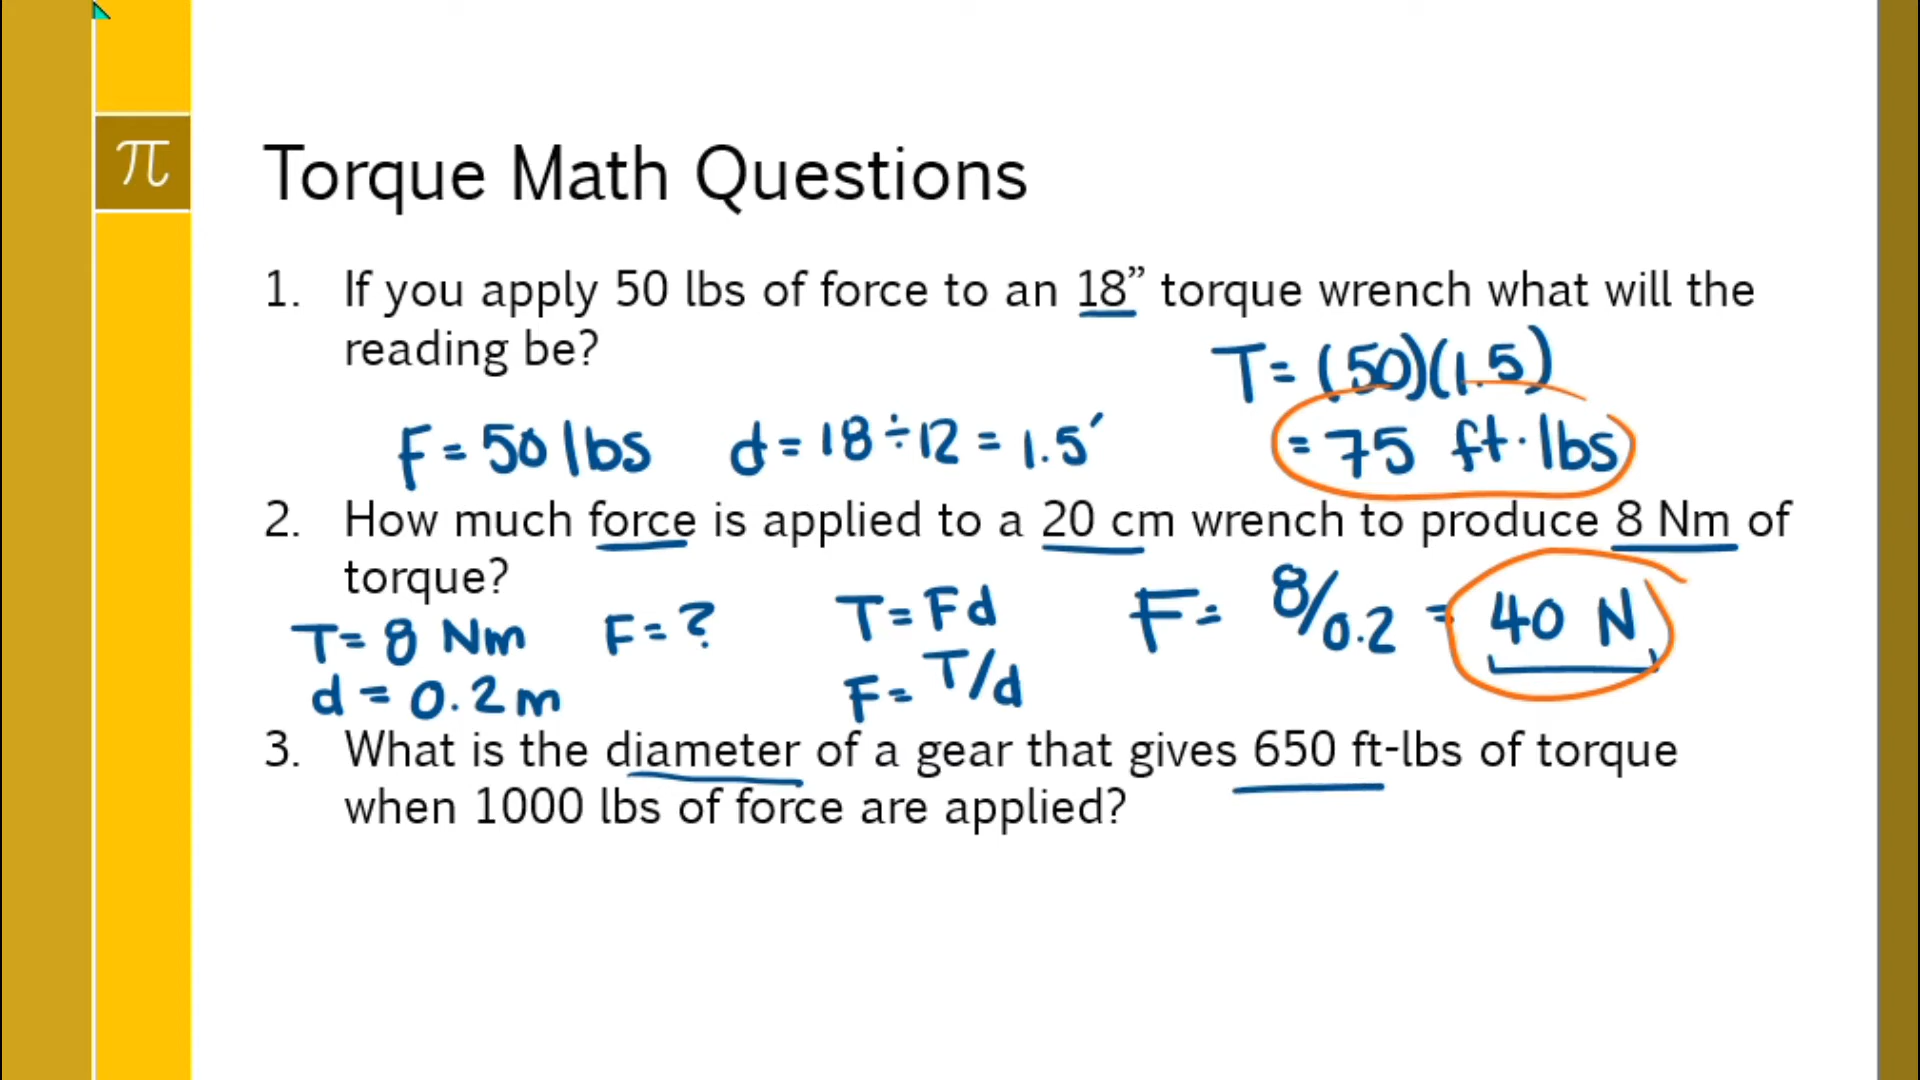 π
Torque Math Questions
1. If you apply 50 lbs of force to an 18” torque wrench what will the
reading be?
T = (50)(1.5)
F = 50 lbs d = 18 ÷ 12 = 1.5′
= 75 ft·lbs
2. How much force is applied to a 20 cm wrench to produce 8 Nm of
torque?
T = 8 Nm F = ? T = Fd F = 8/0.2 = 40 N
d = 0.2 m F = T/d
3. What is the diameter of a gear that gives 650 ft-lbs of torque
when 1000 lbs of force are applied?